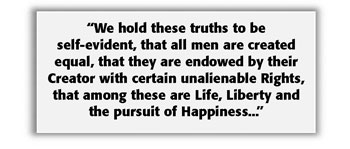 “We hold these truths to be
self-evident, that all men are created
equal, that they are endowed by their
Creator with certain unalienable Rights,
that among these are Life, Liberty and
the pursuit of Happiness...”